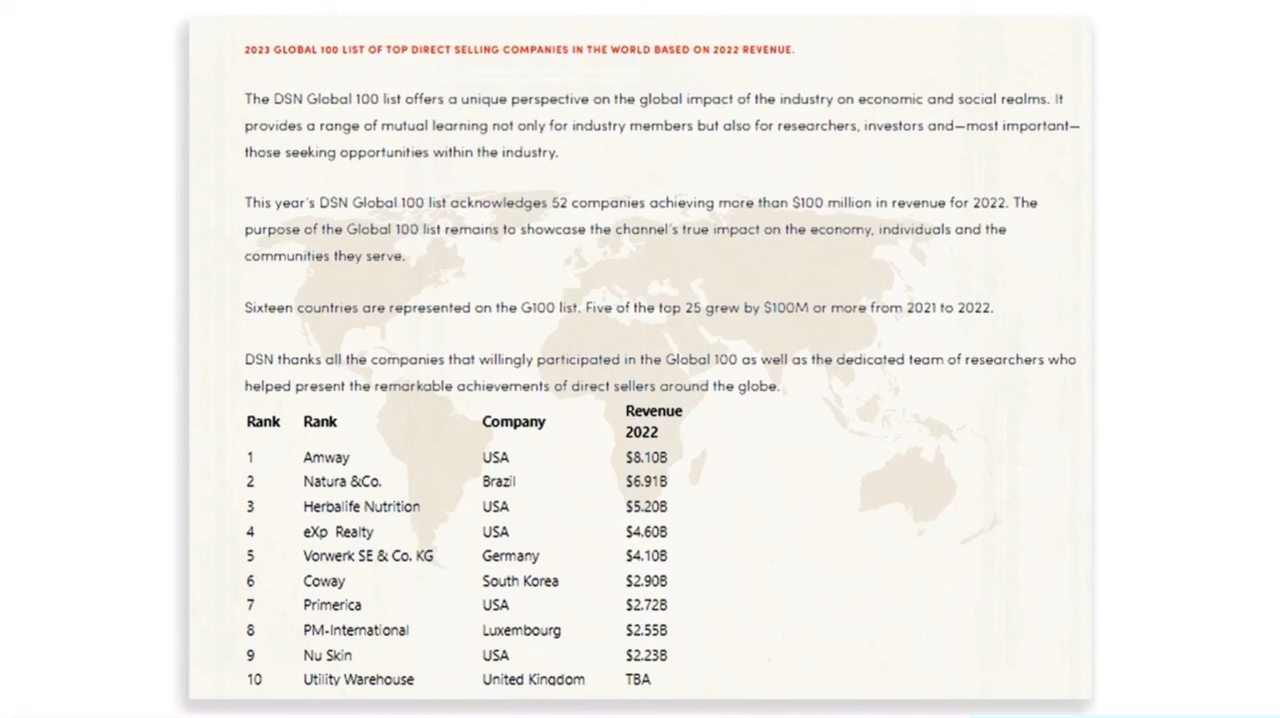 2023 GLOBAL 100 LIST OF TOP DIRECT SELLING COMPANIES IN THE WORLD BASED ON 2022 REVENUE.
The DSN Global 100 list offers a unique perspective on the global impact of the industry on economic and social realms. It
provides a range of mutual learning not only for industry members but also for researchers, investors and—most important—
those seeking opportunities within the industry.
This year's DSN Global 100 list acknowledges 52 companies achieving more than $100 million in revenue for 2022. The
purpose of the Global 100 list remains to showcase the channel's true impact on the economy, individuals and the
communities they serve.
Sixteen countries are represented on the G100 list. Five of the top 25 grew by $100M or more from 2021 to 2022.
DSN thanks all the companies that willingly participated in the Global 100 as well as the dedicated team of researchers who
helped present the remarkable achievements of direct sellers around the globe.
Rank Rank Company Revenue 2022
1 Amway USA $8.10B
2 Natura &Co. Brazil $6.91B
3 Herbalife Nutrition USA $5.20B
4 eXp Realty USA $4.60B
5 Vorwerk SE & Co. KG Germany $4.10B
6 Coway South Korea $2.90B
7 Primerica USA $2.72B
8 PM-International Luxembourg $2.55B
9 Nu Skin USA $2.23B
10 Utility Warehouse United Kingdom TBA